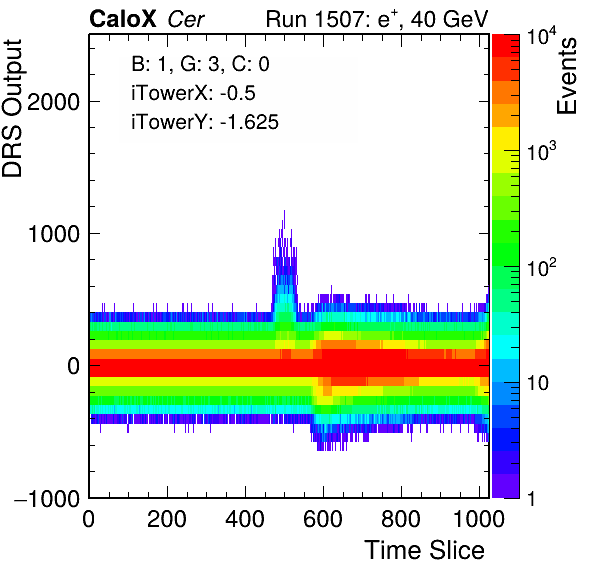 CaloX Cer Run 1507: e+, 40 GeV
B: 1, G: 3, C: 0
iTowerX: -0.5
iTowerY: -1.625
DRS Output
2000
1000
0
−1000
0 200 400 600 800 1000
Time Slice
10^4
10^3
10^2
10
1
Events